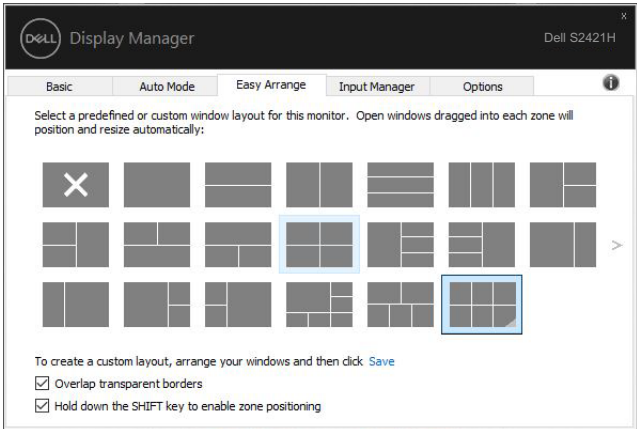 DELL Display Manager
x
Dell S2421H
Basic Auto Mode Easy Arrange Input Manager Options
Select a predefined or custom window layout for this monitor. Open windows dragged into each zone will
position and resize automatically:
>
To create a custom layout, arrange your windows and then click Save
Overlap transparent borders
Hold down the SHIFT key to enable zone positioning